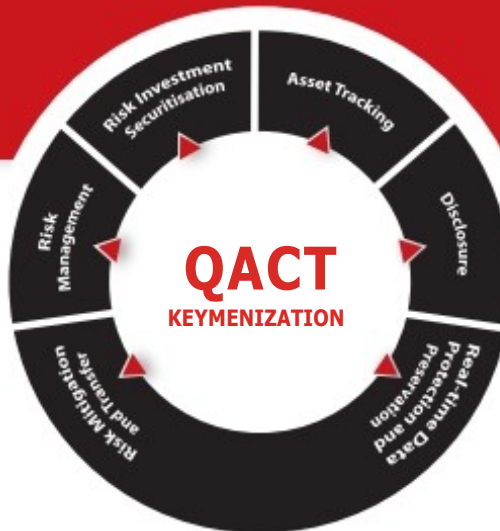 Risk Investment
Securitisation
Asset Tracking
Disclosure
Real-time Data
Protection and
Preservation
Risk Mitigation
and Transfer
Risk
Management
QACT
KEYMENIZATION